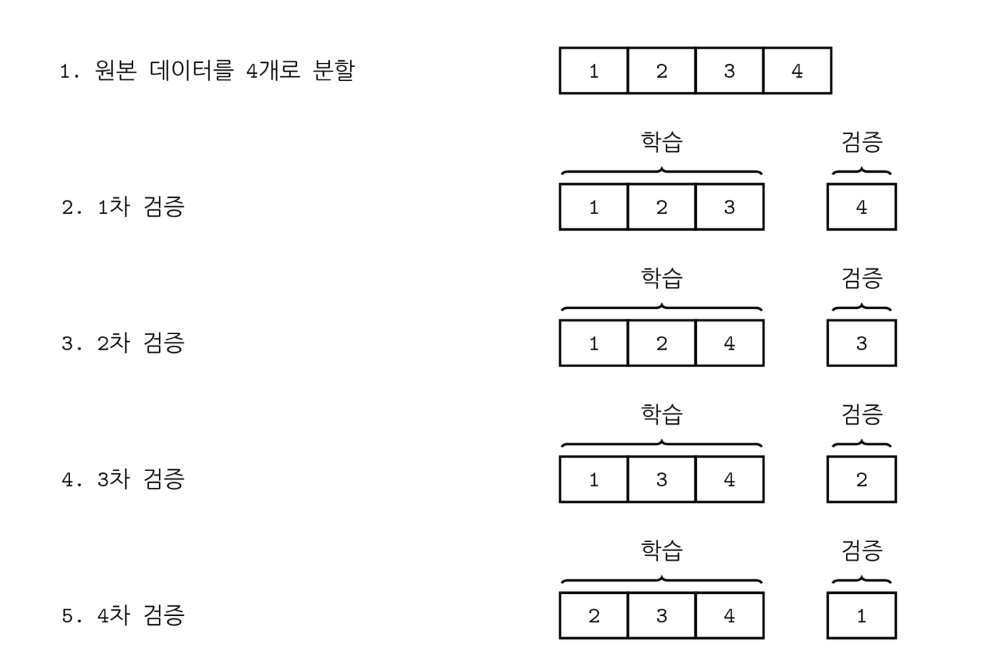 1. 원본 데이터를 4개로 분할 1 2 3 4
학습 검증
2. 1차 검증 1 2 3 4
학습 검증
3. 2차 검증 1 2 4 3
학습 검증
4. 3차 검증 1 3 4 2
학습 검증
5. 4차 검증 2 3 4 1